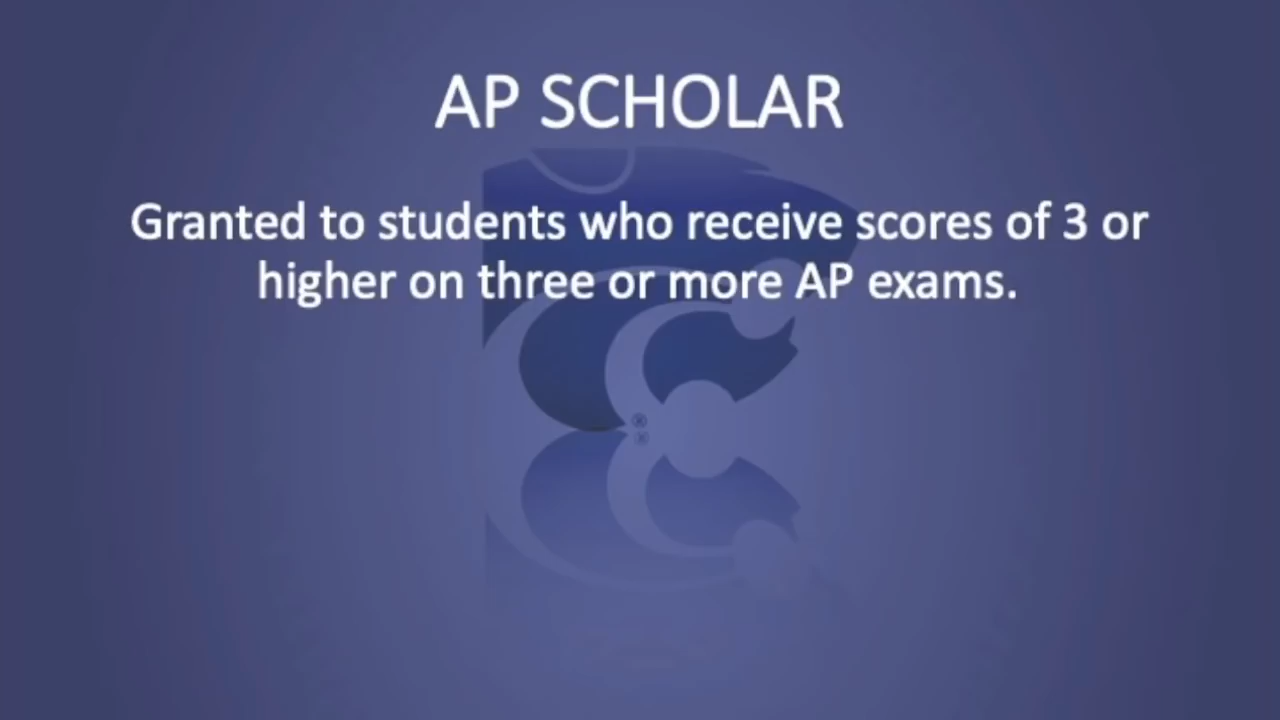 AP SCHOLAR
Granted to students who receive scores of 3 or
higher on three or more AP exams.